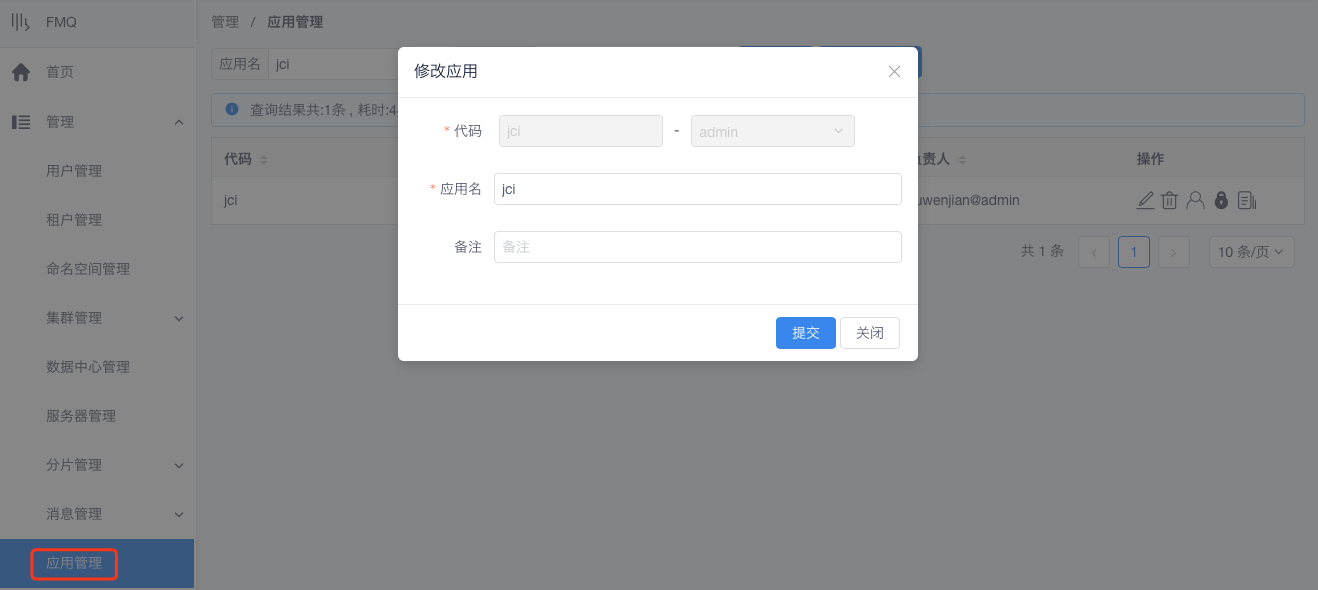 FMQ
首页
管理
用户管理
租户管理
命名空间管理
集群管理
数据中心管理
服务器管理
分片管理
消息管理
应用管理
管理 / 应用管理
应用名 jci
查询结果共:1条 , 耗时:4
代码 责人 操作
jci uwenjian@admin
共 1 条 1 10 条/页
修改应用
* 代码 jci - admin
* 应用名 jci
备注 备注
提交 关闭